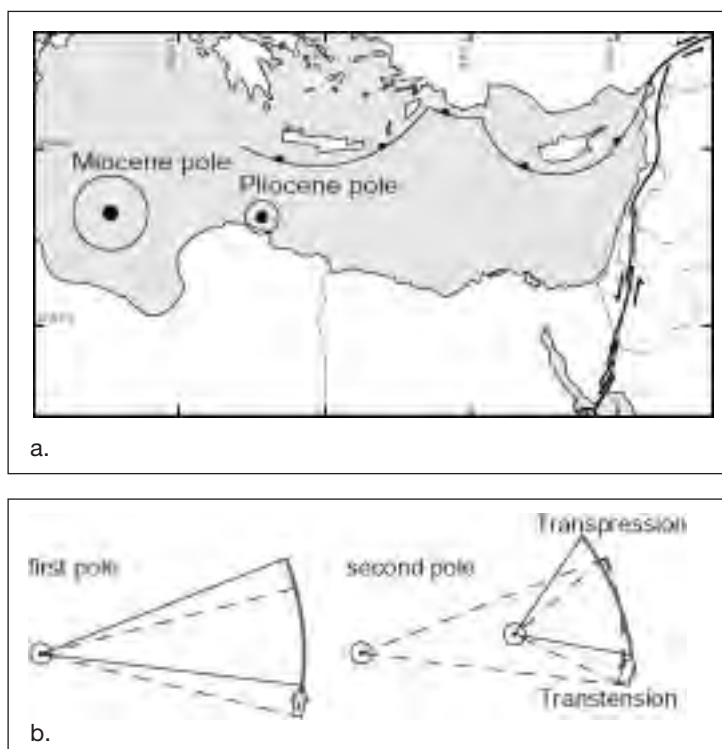 Miocene pole
Pliocene pole
a.
first pole
second pole
Transpression
Transtension
b.